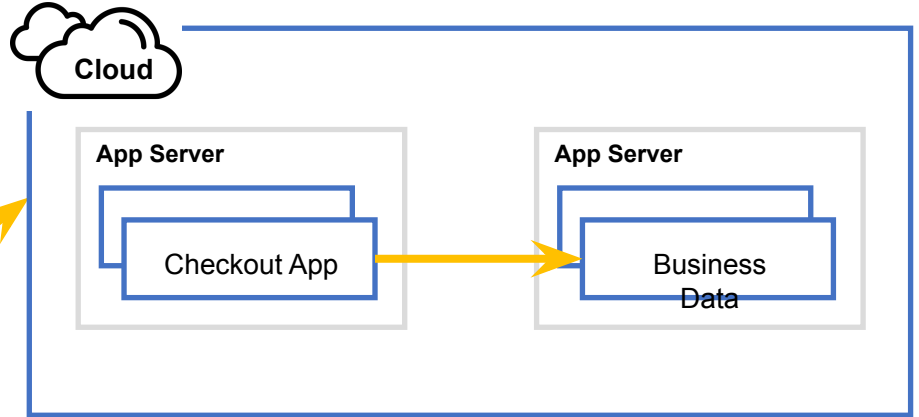 Cloud
App Server
Checkout App
App Server
Business
Data